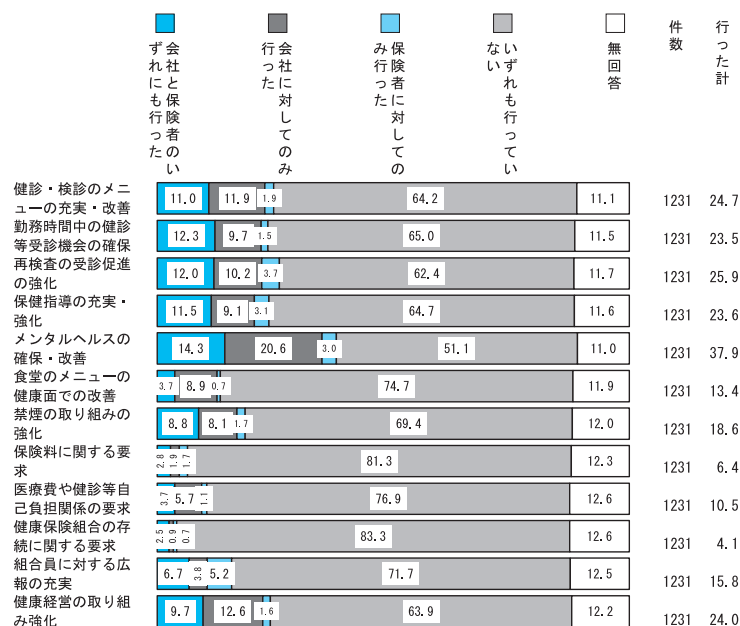 会社と保険者のい
ずれにも行った
会社に対してのみ
行った
保険者に対しての
み行った
いずれも行ってい
ない
無回答
件数
行った計
健診・検診のメニ
ューの充実・改善
11.0 11.9 1.9 64.2 11.1 1231 24.7
勤務時間中の健診
等受診機会の確保
12.3 9.7 1.5 65.0 11.5 1231 23.5
再検査の受診促進
の強化
12.0 10.2 3.7 62.4 11.7 1231 25.9
保健指導の充実・
強化
11.5 9.1 3.1 64.7 11.6 1231 23.6
メンタルヘルスの
確保・改善
14.3 20.6 3.0 51.1 11.0 1231 37.9
食堂のメニューの
健康面での改善
3.7 8.9 0.7 74.7 11.9 1231 13.4
禁煙の取り組みの
強化
8.8 8.1 1.7 69.4 12.0 1231 18.6
保険料に関する要
求
2.8 1.9 1.7 81.3 12.3 1231 6.4
医療費や健診等自
己負担関係の要求
3.7 5.7 1.1 76.9 12.6 1231 10.5
健康保険組合の存
続に関する要求
2.5 0.9 0.7 83.3 12.6 1231 4.1
組合員に対する広
報の充実
6.7 3.8 5.2 71.7 12.5 1231 15.8
健康経営の取り組
み強化
9.7 12.6 1.6 63.9 12.2 1231 24.0